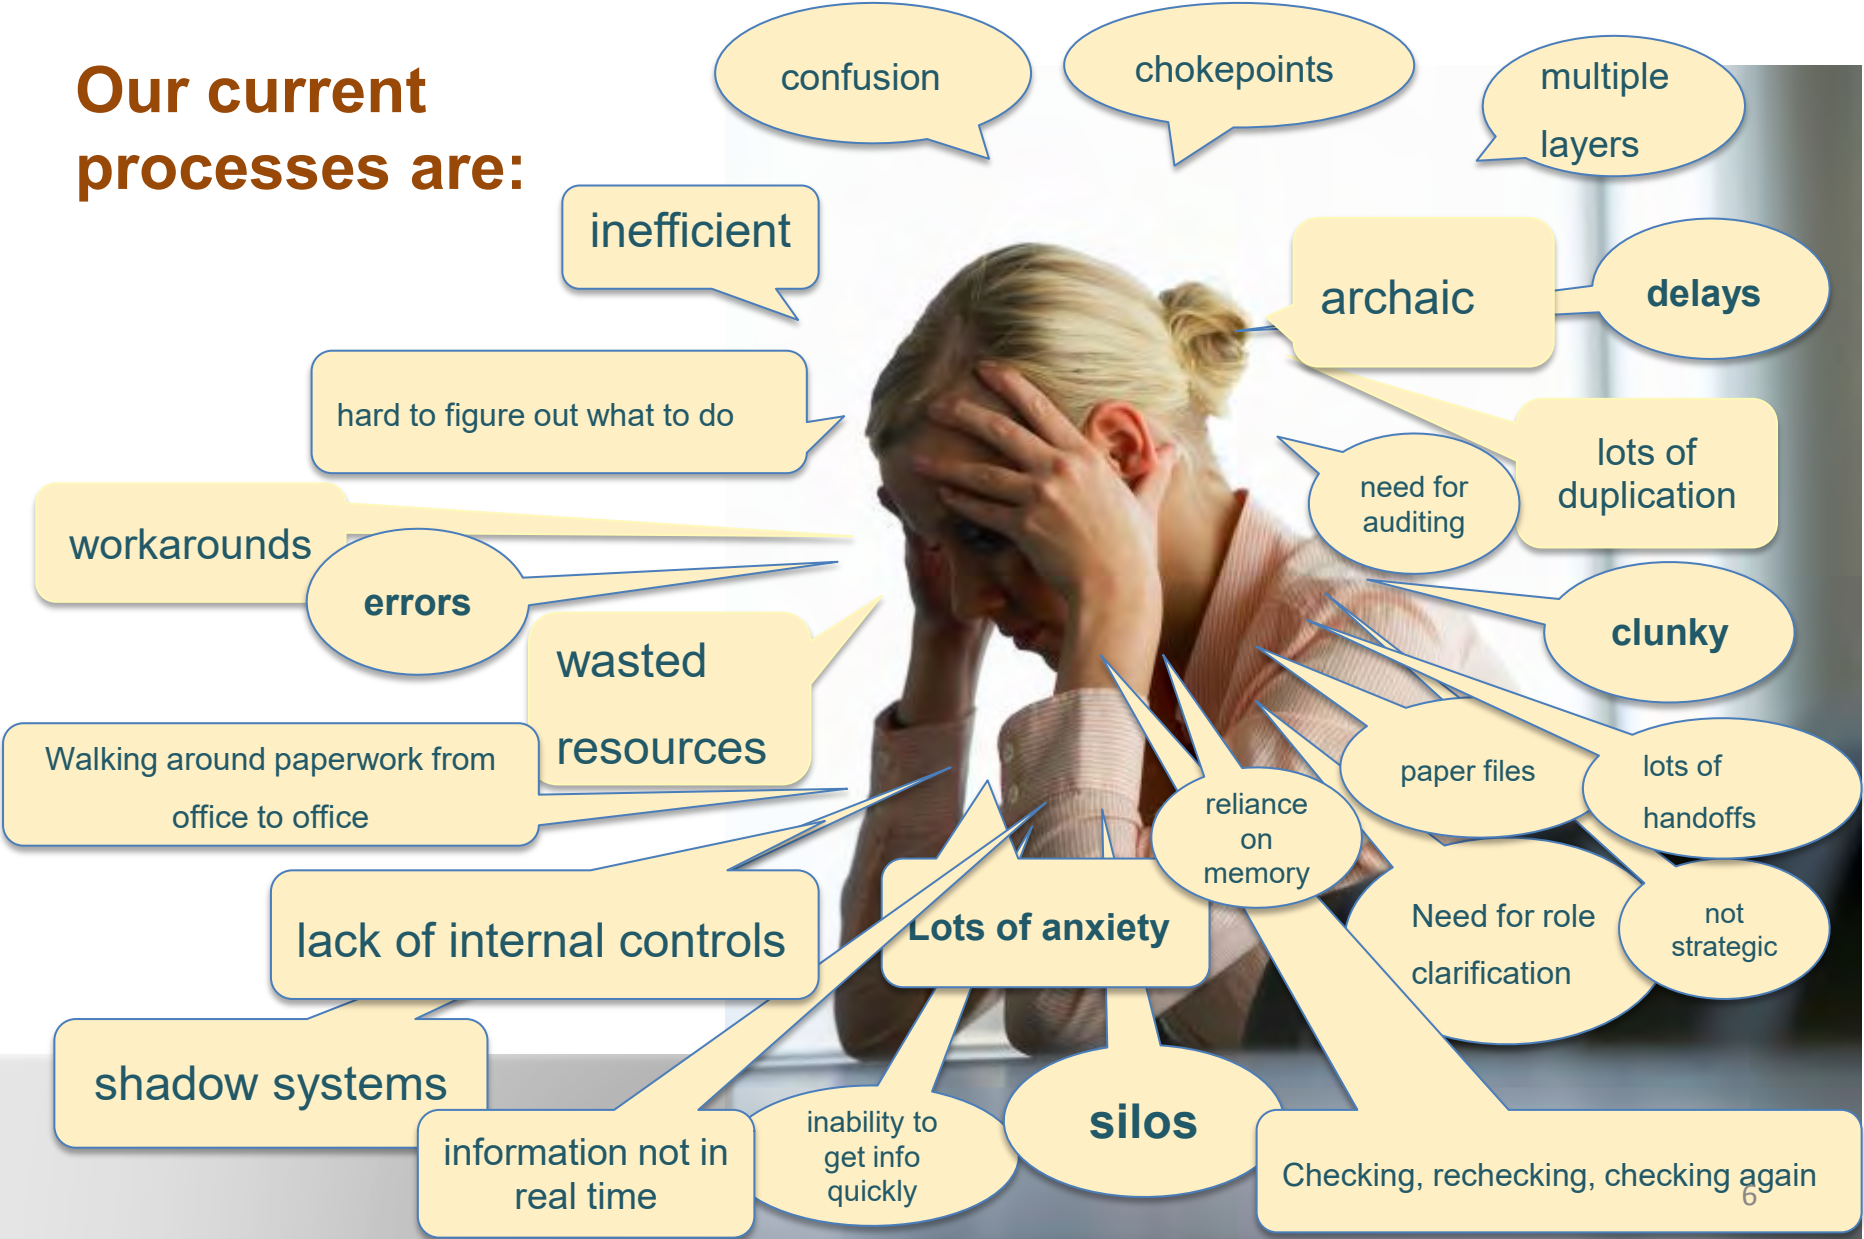 Our current
processes are:
confusion
chokepoints
multiple
layers
inefficient
archaic
delays
hard to figure out what to do
lots of
duplication
need for
auditing
workarounds
errors
clunky
wasted
resources
Walking around paperwork from
office to office
paper files
lots of
handoffs
reliance
on
memory
lack of internal controls
Lots of anxiety
Need for role
clarification
not
strategic
shadow systems
information not in
real time
inability to
get info
quickly
silos
Checking, rechecking, checking again
6